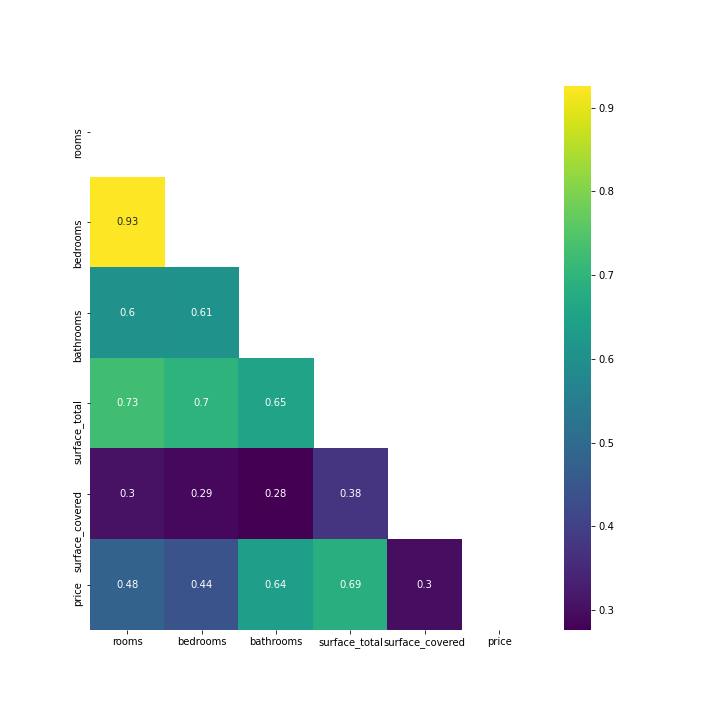 rooms
bedrooms
0.93
bathrooms
0.6 0.61
surface_total
0.73 0.7 0.65
surface_covered
0.3 0.29 0.28 0.38
price
0.48 0.44 0.64 0.69 0.3
rooms bedrooms bathrooms surface_total surface_covered price
0.9
0.8
0.7
0.6
0.5
0.4
0.3